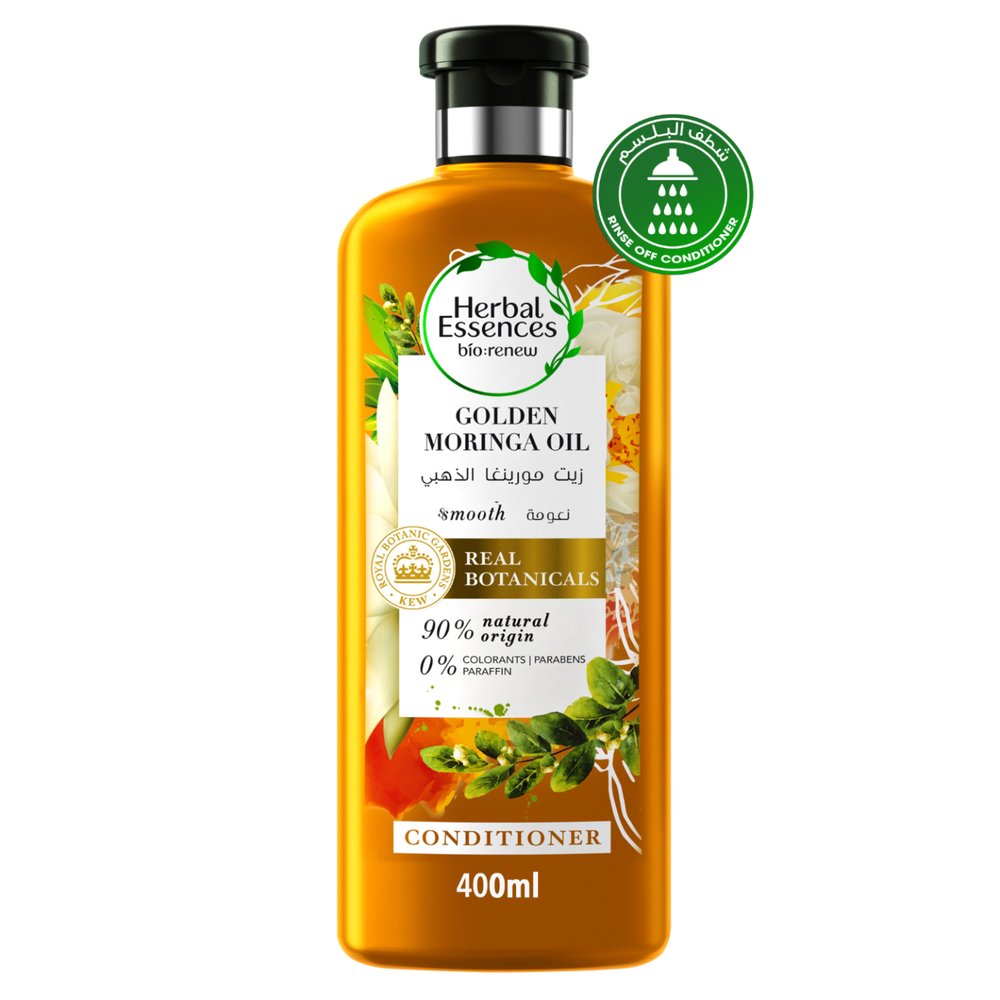 شطف البلسم
RINSE OFF CONDITIONER
Herbal
Essences
bío:renew
GOLDEN
MORINGA OIL
زيت مورينغا الذهبي
smooth نعومة
ROYAL BOTANIC GARDENS
KEW
REAL
BOTANICALS
90% natural
origin
0% COLORANTS | PARABENS
PARAFFIN
CONDITIONER
400ml